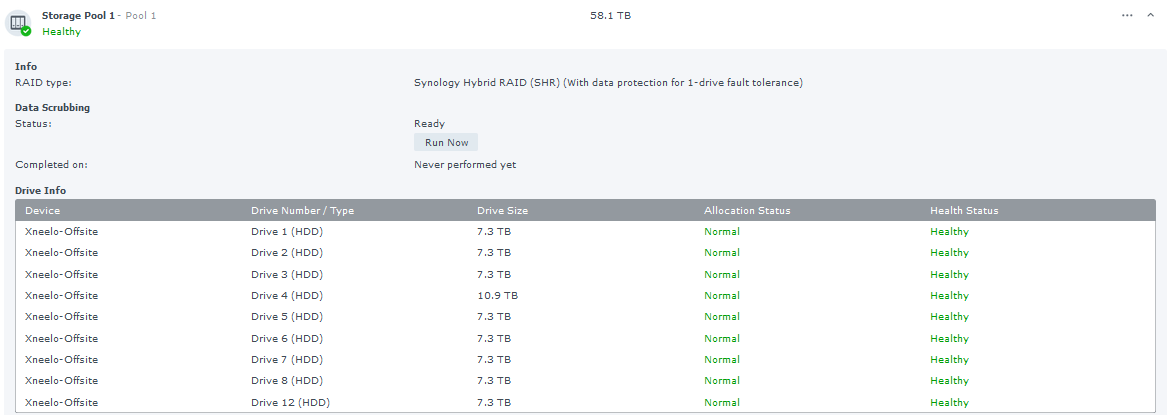 Storage Pool 1 - Pool 1 58.1 TB
Healthy
Info
RAID type: Synology Hybrid RAID (SHR) (With data protection for 1-drive fault tolerance)
Data Scrubbing
Status: Ready
Run Now
Completed on: Never performed yet
Drive Info
Device Drive Number / Type Drive Size Allocation Status Health Status
Xneelo-Offsite Drive 1 (HDD) 7.3 TB Normal Healthy
Xneelo-Offsite Drive 2 (HDD) 7.3 TB Normal Healthy
Xneelo-Offsite Drive 3 (HDD) 7.3 TB Normal Healthy
Xneelo-Offsite Drive 4 (HDD) 10.9 TB Normal Healthy
Xneelo-Offsite Drive 5 (HDD) 7.3 TB Normal Healthy
Xneelo-Offsite Drive 6 (HDD) 7.3 TB Normal Healthy
Xneelo-Offsite Drive 7 (HDD) 7.3 TB Normal Healthy
Xneelo-Offsite Drive 8 (HDD) 7.3 TB Normal Healthy
Xneelo-Offsite Drive 12 (HDD) 7.3 TB Normal Healthy